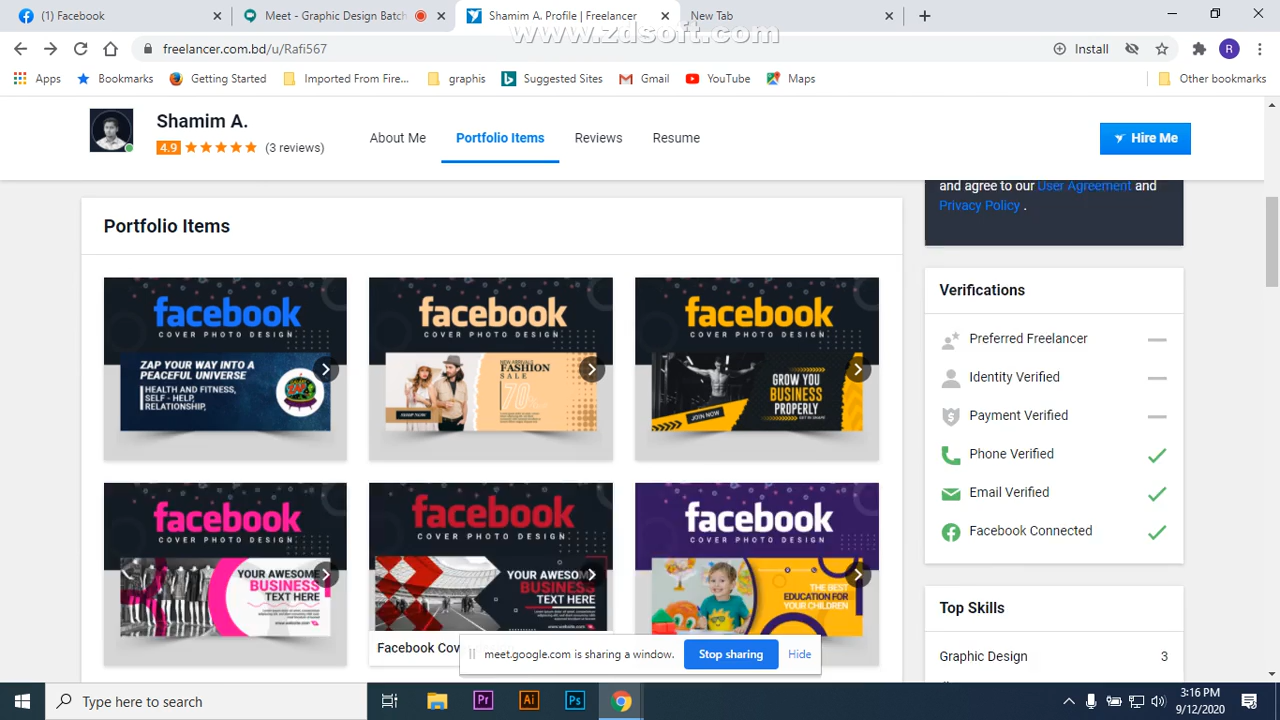 (1) Facebook
Meet - Graphic Design Batch
Shamim A. Profile | Freelancer
New Tab
www.zdsoft.com
freelancer.com.bd/u/Rafi567
Install
R
Apps
Bookmarks
Getting Started
Imported From Fire...
graphis
Suggested Sites
Gmail
YouTube
Maps
Other bookmarks
Shamim A.
4.9 (3 reviews)
About Me
Portfolio Items
Reviews
Resume
Hire Me
and agree to our User Agreement and
Privacy Policy .
Portfolio Items
facebook
COVER PHOTO DESIGN
ZAP YOUR WAY INTO A
PEACEFUL UNIVERSE
HEALTH AND FITNESS,
SELF - HELP,
RELATIONSHIP,
facebook
COVER PHOTO DESIGN
FASHION
SALE
70
facebook
COVER PHOTO DESIGN
JOIN NOW
GROW YOU
BUSINESS
PROPERLY
facebook
COVER PHOTO DESIGN
YOUR AWESOME
BUSINESS
TEXT HERE
facebook
COVER PHOTO DESIGN
YOUR AWESOME
BUSINESS
TEXT HERE
Facebook Cov
facebook
COVER PHOTO DESIGN
THE BEST
EDUCATION FOR
YOUR CHILDREN
Verifications
Preferred Freelancer
Identity Verified
Payment Verified
Phone Verified
Email Verified
Facebook Connected
Top Skills
Graphic Design 3
meet.google.com is sharing a window.
Stop sharing
Hide
Type here to search
Pr
Ai
Ps
3:16 PM
9/12/2020